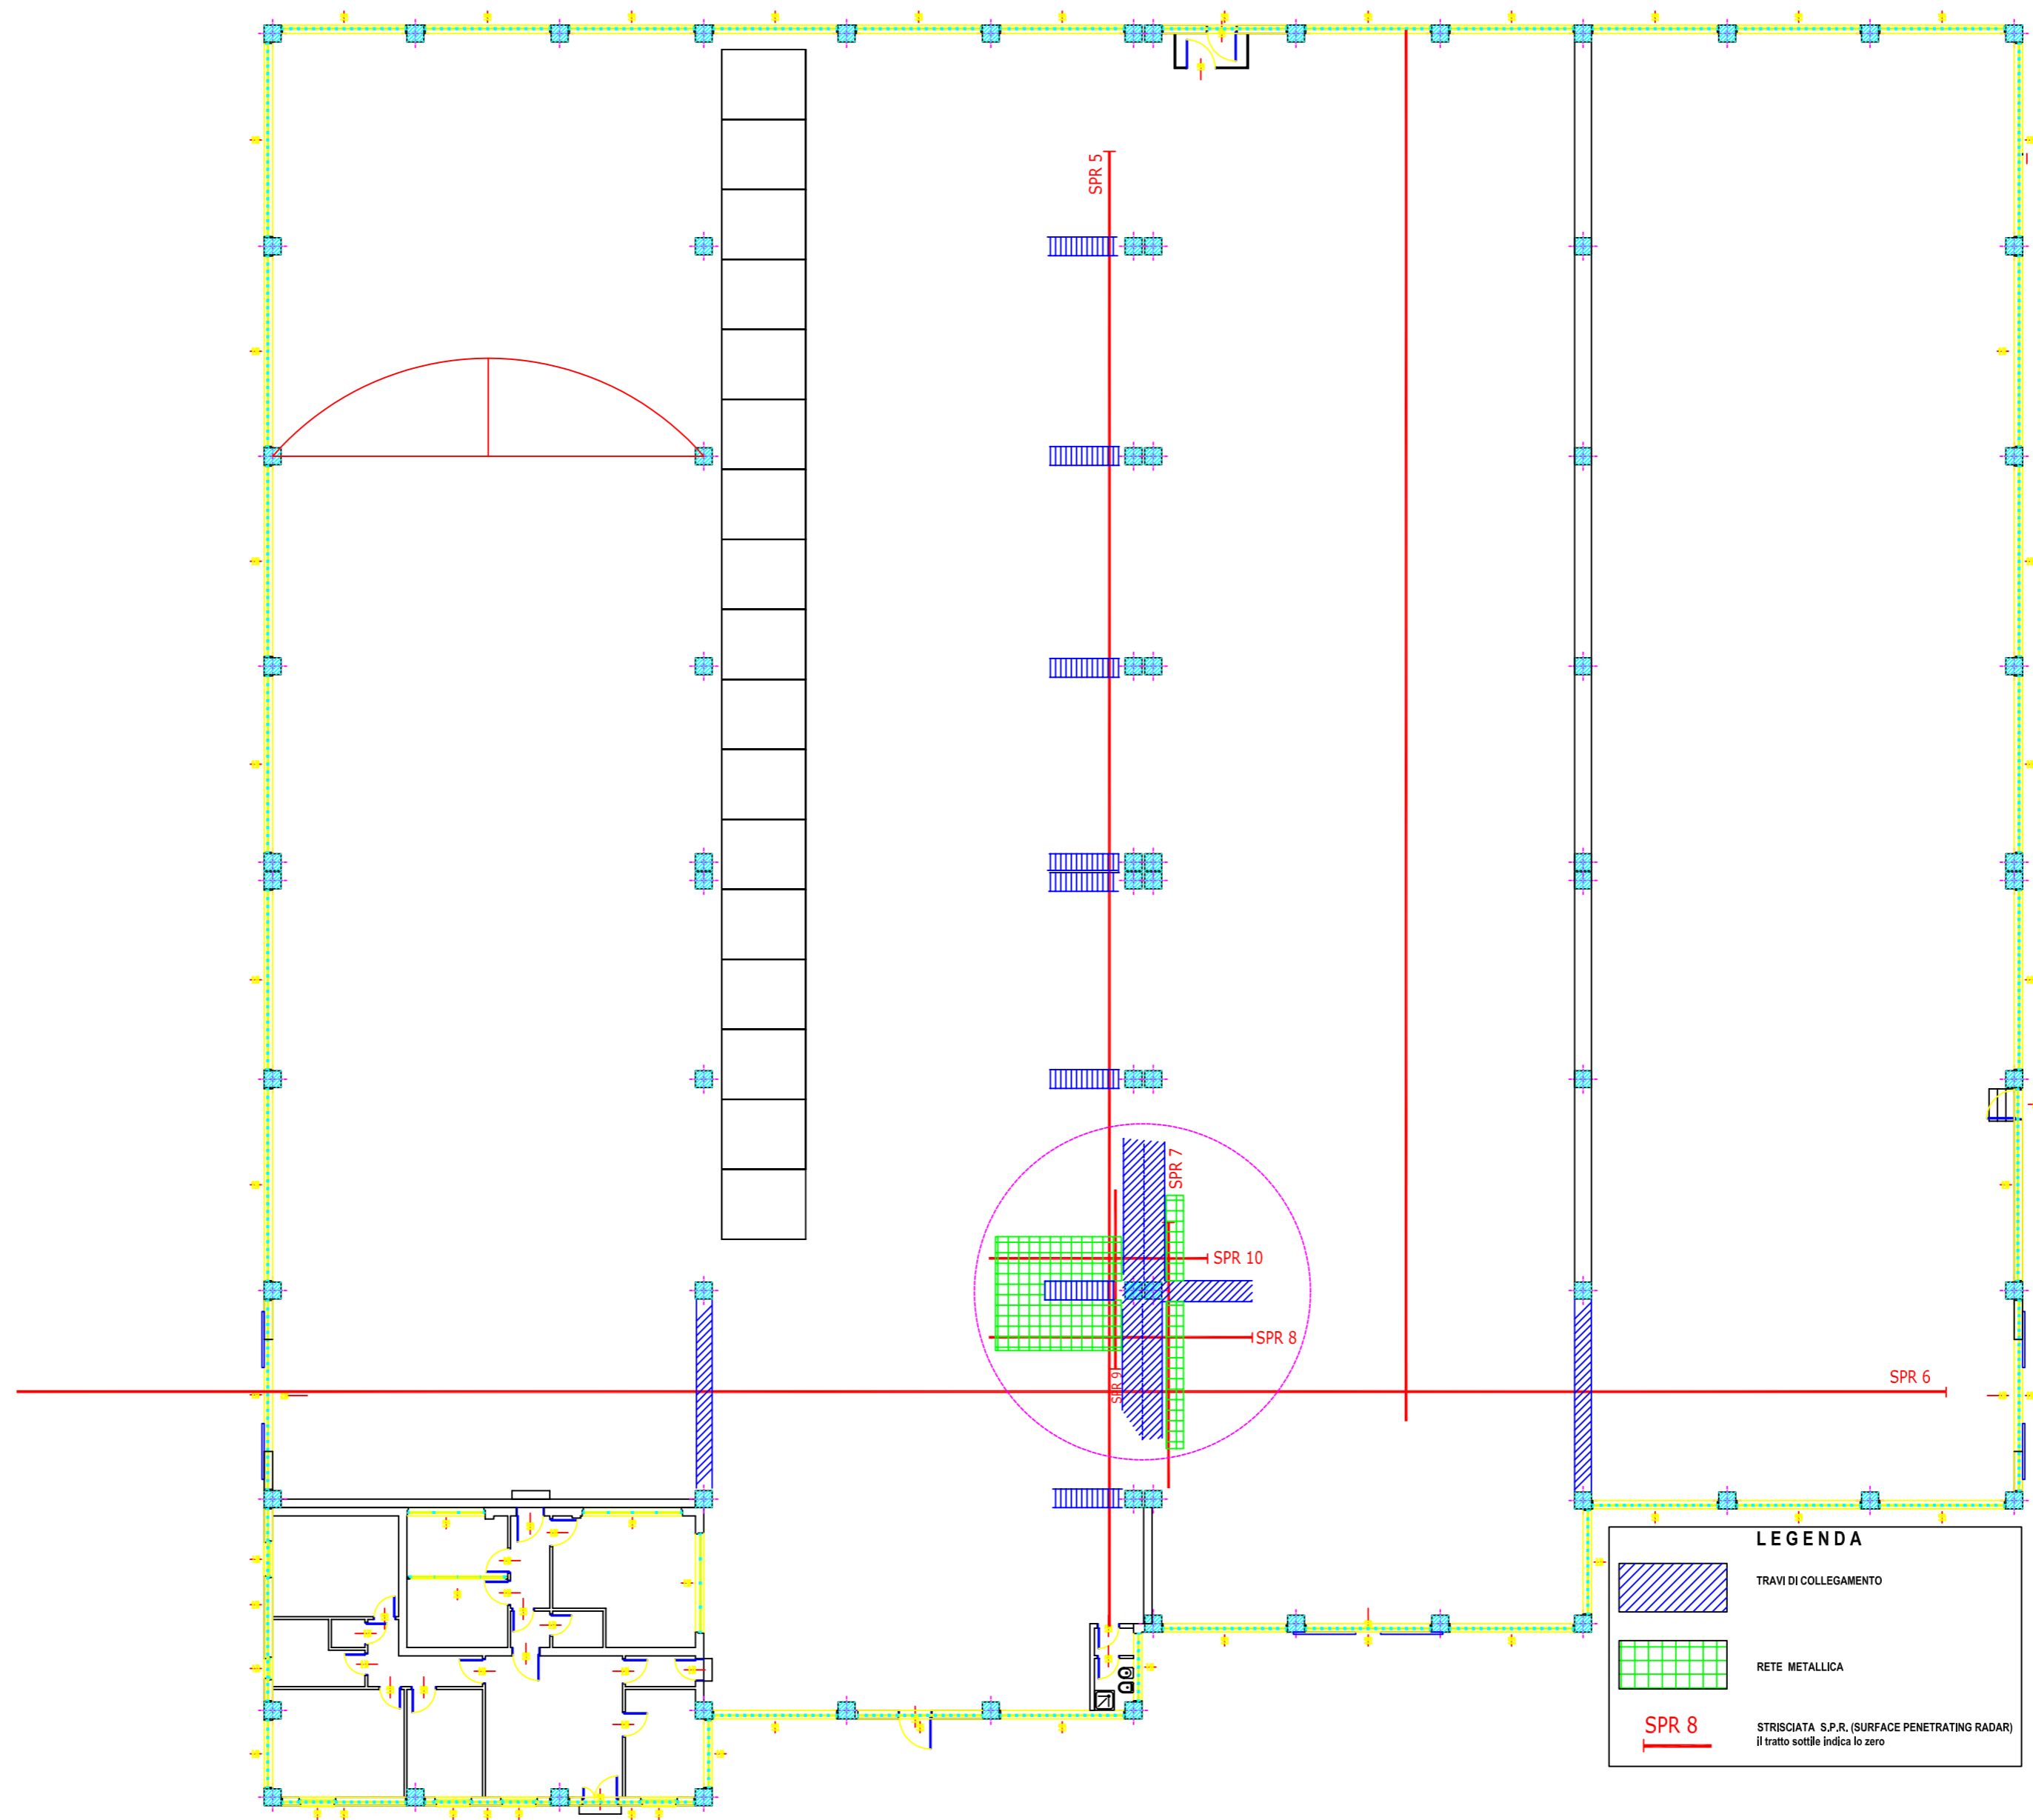 SPR 5
SPR 7
SPR 10
SPR 8
SPR 9
SPR 6
LEGENDA
TRAVI DI COLLEGAMENTO
RETE METALLICA
SPR 8
STRISCIATA S.P.R. (SURFACE PENETRATING RADAR)
il tratto sottile indica lo zero